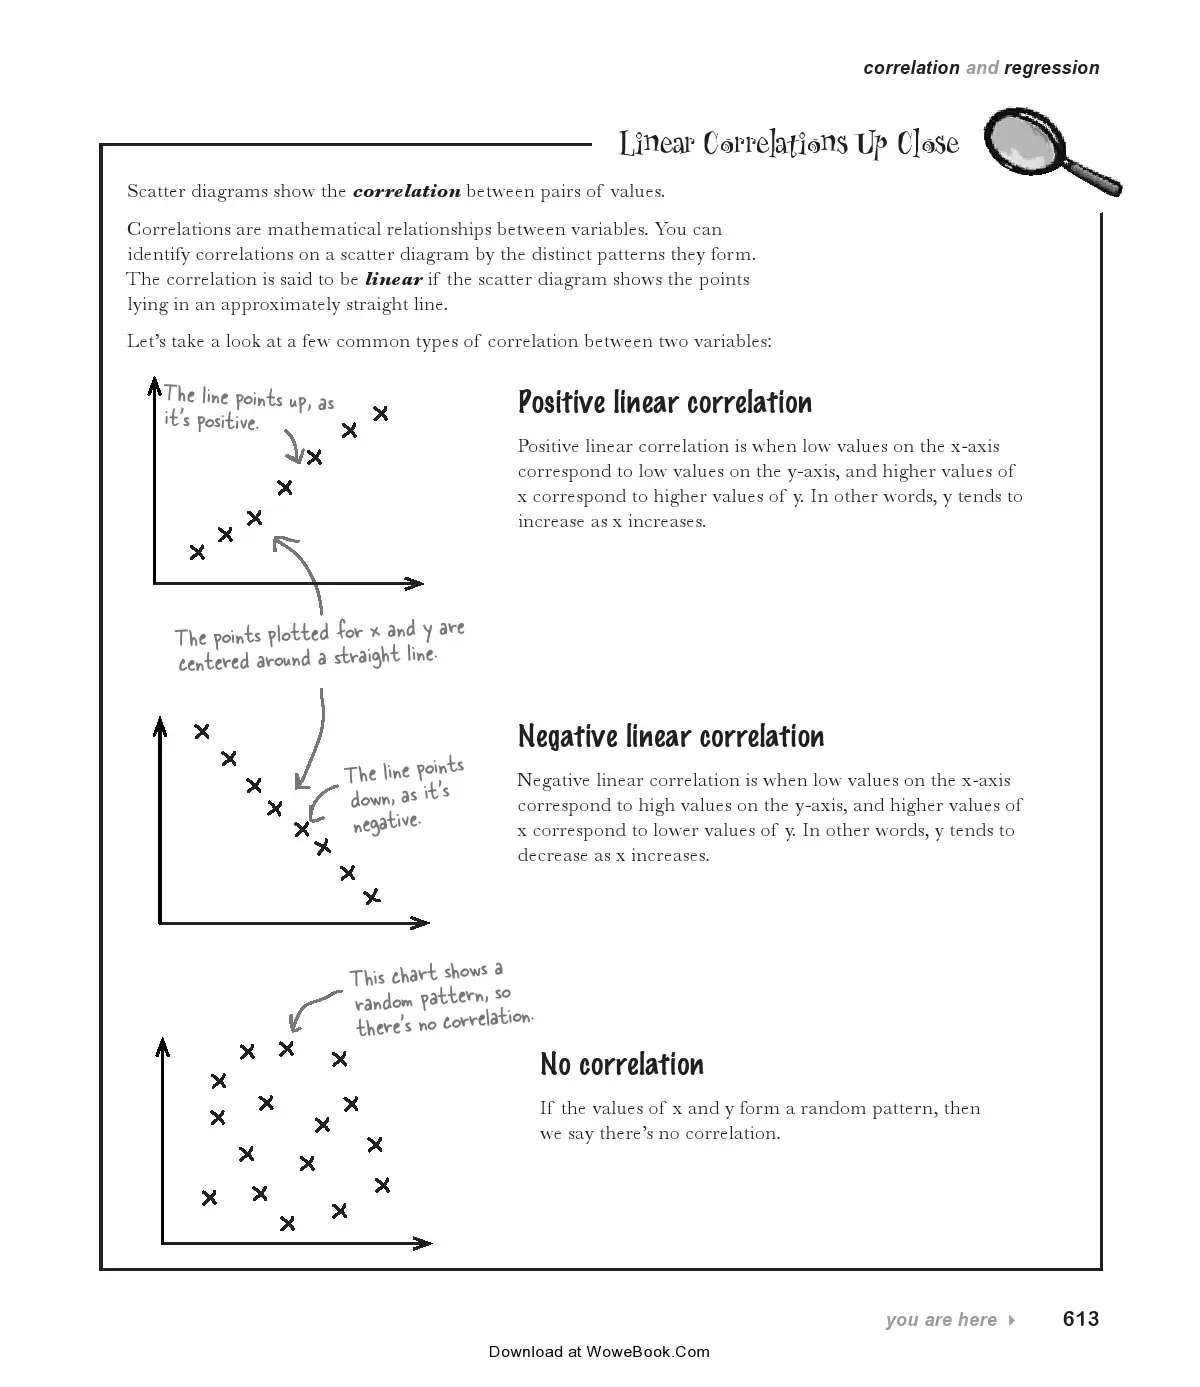 correlation and regression
Linear Correlations Up Close
Scatter diagrams show the correlation between pairs of values.
Correlations are mathematical relationships between variables. You can
identify correlations on a scatter diagram by the distinct patterns they form.
The correlation is said to be linear if the scatter diagram shows the points
lying in an approximately straight line.
Let's take a look at a few common types of correlation between two variables:
The line points up, as
it's positive.
Positive linear correlation
Positive linear correlation is when low values on the x-axis
correspond to low values on the y-axis, and higher values of
x correspond to higher values of y. In other words, y tends to
increase as x increases.
The points plotted for x and y are
centered around a straight line.
The line points
down, as it's
negative.
Negative linear correlation
Negative linear correlation is when low values on the x-axis
correspond to high values on the y-axis, and higher values of
x correspond to lower values of y. In other words, y tends to
decrease as x increases.
This chart shows a
random pattern, so
there's no correlation.
No correlation
If the values of x and y form a random pattern, then
we say there's no correlation.
you are here
613
Download at WoweBook.Com